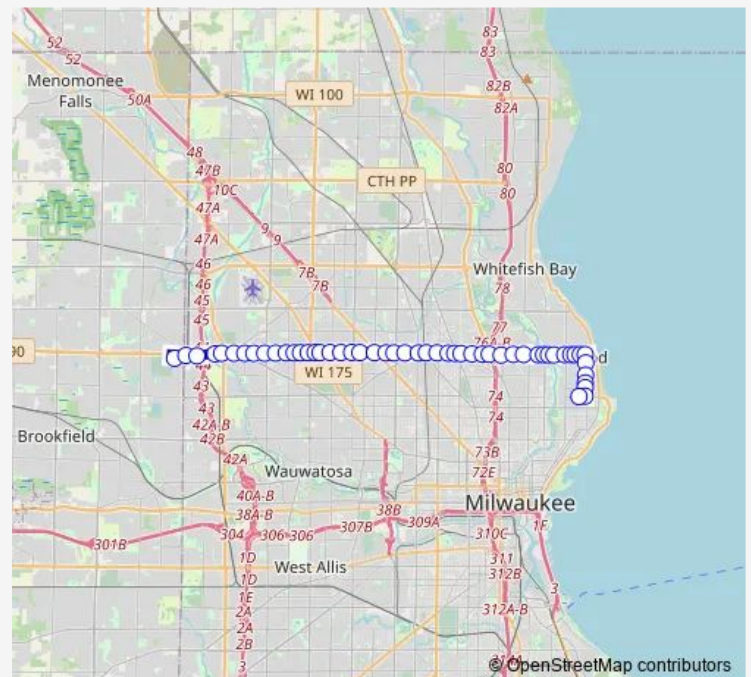 83
83
52
52
Menomonee
Falls
82B
82A
WI 100
50A
48
47B
10C
80
CTH PP
80
47A
9
9
47A
46
7B
Whitefish Bay
46
7B
78
45
45
77
76A-B
90
WI 175
43
74
43
74
42A-B
Brookfield
42B
73B
42A
Wauwatosa
72E
40A-B
38A-B
38B
Milwaukee
304
306
306
307B
309A
1F
301B
310C
1D
311
West Allis
312B
1D
1E
3
2A
312A-B
2A
2B
3
© OpenStreetMap contributors